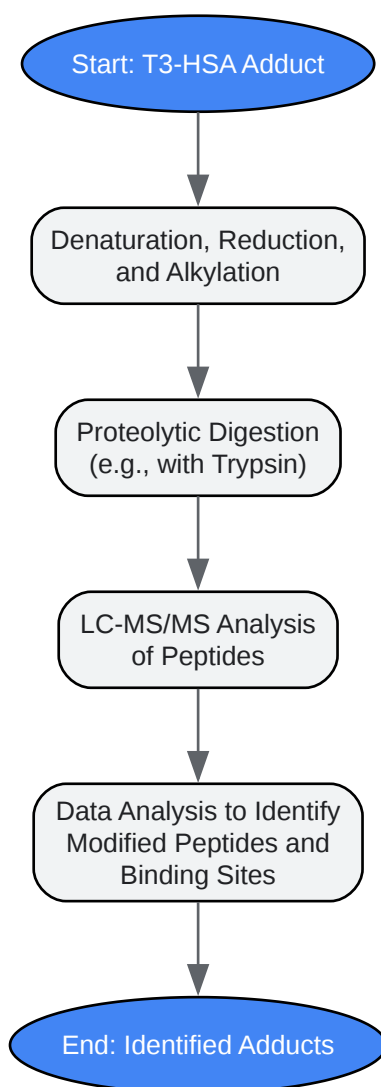 Start: T3-HSA Adduct
Denaturation, Reduction,
and Alkylation
Proteolytic Digestion
(e.g., with Trypsin)
LC-MS/MS Analysis
of Peptides
Data Analysis to Identify
Modified Peptides and
Binding Sites
End: Identified Adducts